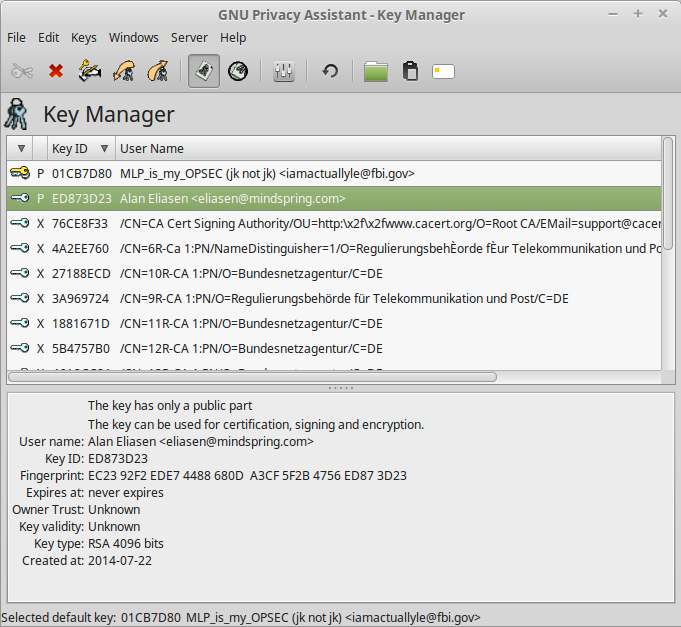 GNU Privacy Assistant - Key Manager
File Edit Keys Windows Server Help
Key Manager
Key ID User Name
P 01CB7D80 MLP_is_my_OPSEC (jk not jk) <iamactuallyle@fbi.gov>
P ED873D23 Alan Eliasen <eliasen@mindspring.com>
X 76CE8F33 /CN=CA Cert Signing Authority/OU=http:\x2f\x2fwww.cacert.org/O=Root CA/EMail=support@cacer
X 4A2EE760 /CN=6R-Ca 1:PN/NameDistinguisher=1/O=RegulierungsbehÈorde fÈur Telekommunikation und Po
X 27188ECD /CN=10R-CA 1:PN/O=Bundesnetzagentur/C=DE
X 3A969724 /CN=9R-CA 1:PN/O=Regulierungsbehörde für Telekommunikation und Post/C=DE
X 1881671D /CN=11R-CA 1:PN/O=Bundesnetzagentur/C=DE
X 5B4757B0 /CN=12R-CA 1:PN/O=Bundesnetzagentur/C=DE
The key has only a public part
The key can be used for certification, signing and encryption.
User name: Alan Eliasen <eliasen@mindspring.com>
Key ID: ED873D23
Fingerprint: EC23 92F2 EDE7 4488 680D A3CF 5F2B 4756 ED87 3D23
Expires at: never expires
Owner Trust: Unknown
Key validity: Unknown
Key type: RSA 4096 bits
Created at: 2014-07-22
Selected default key: 01CB7D80 MLP_is_my_OPSEC (jk not jk) <iamactuallyle@fbi.gov>